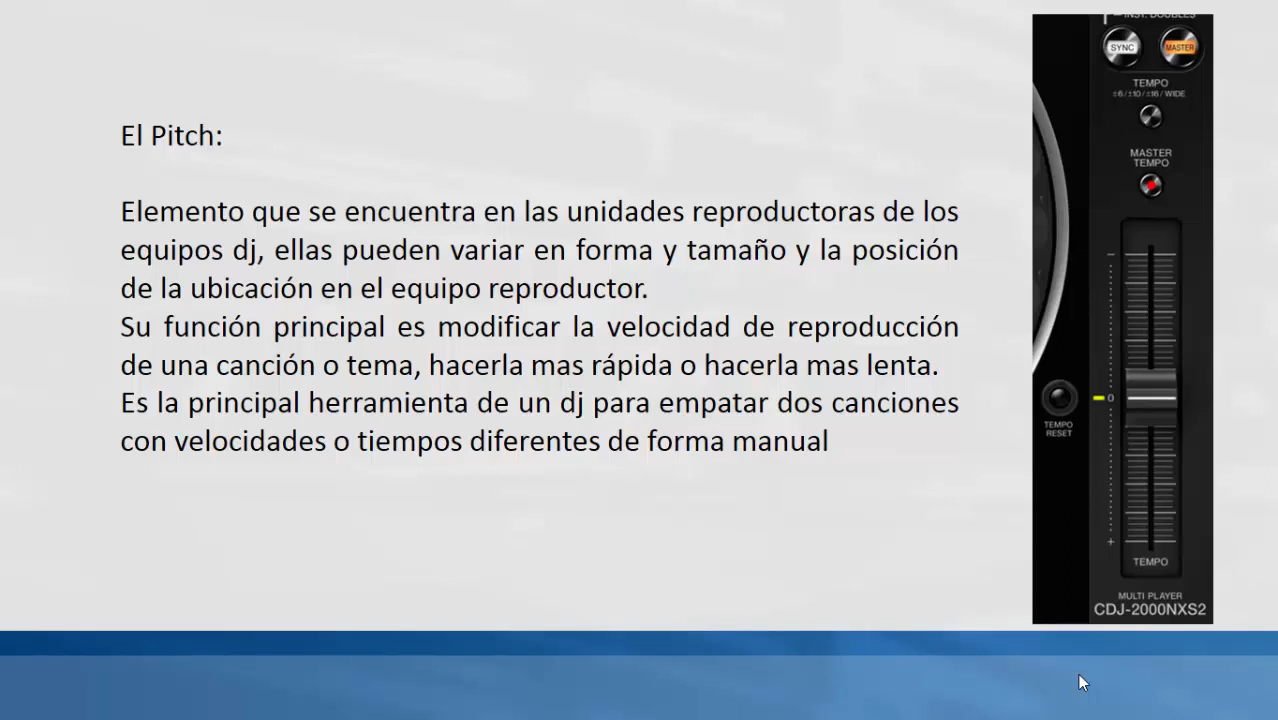 El Pitch:
Elemento que se encuentra en las unidades reproductoras de los
equipos dj, ellas pueden variar en forma y tamaño y la posición
de la ubicación en el equipo reproductor.
Su función principal es modificar la velocidad de reproducción
de una canción o tema, hacerla mas rápida o hacerla mas lenta.
Es la principal herramienta de un dj para empatar dos canciones
con velocidades o tiempos diferentes de forma manual
INST. DOUBLES
SYNC MASTER
TEMPO
±6/±10/±16/WIDE
MASTER
TEMPO
−
0
TEMPO
RESET
+
TEMPO
MULTI PLAYER
CDJ-2000NXS2